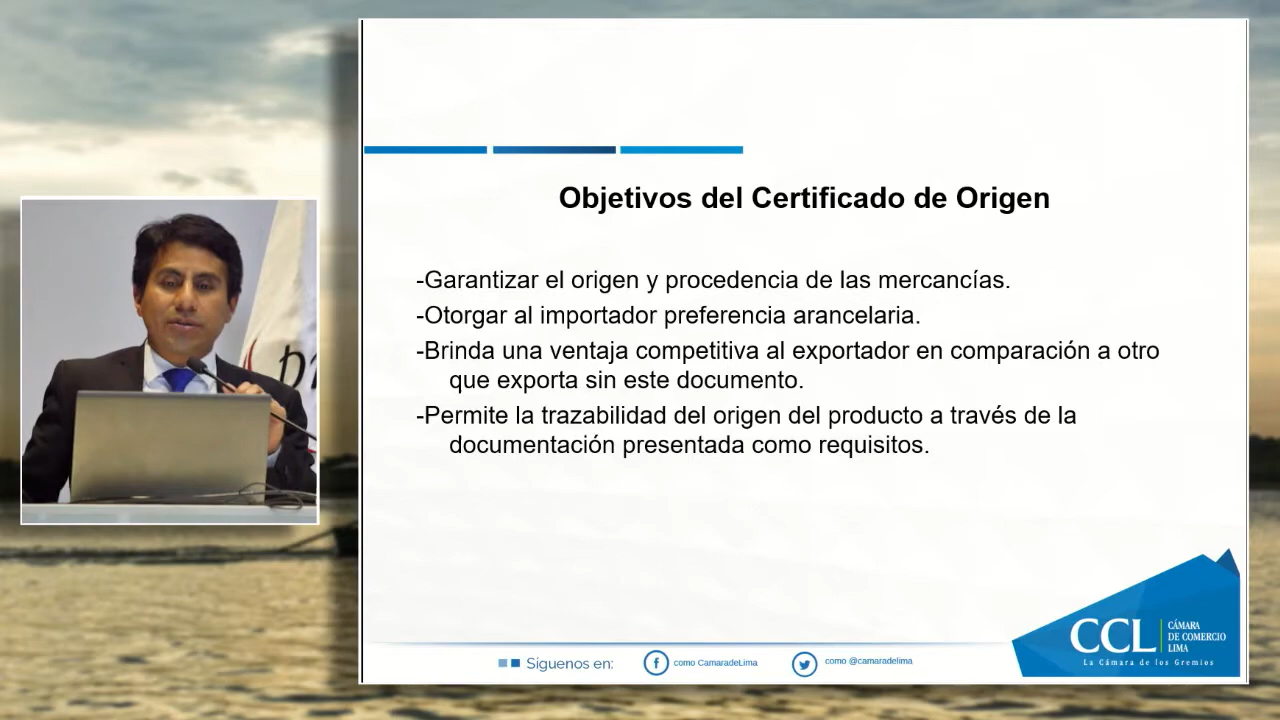 Objetivos del Certificado de Origen
-Garantizar el origen y procedencia de las mercancías.
-Otorgar al importador preferencia arancelaria.
-Brinda una ventaja competitiva al exportador en comparación a otro
que exporta sin este documento.
-Permite la trazabilidad del origen del producto a través de la
documentación presentada como requisitos.
Síguenos en:
como CamaradeLima
como @camaradelima
CCL
CÁMARA
DE COMERCIO
LIMA
La Cámara de los Gremios